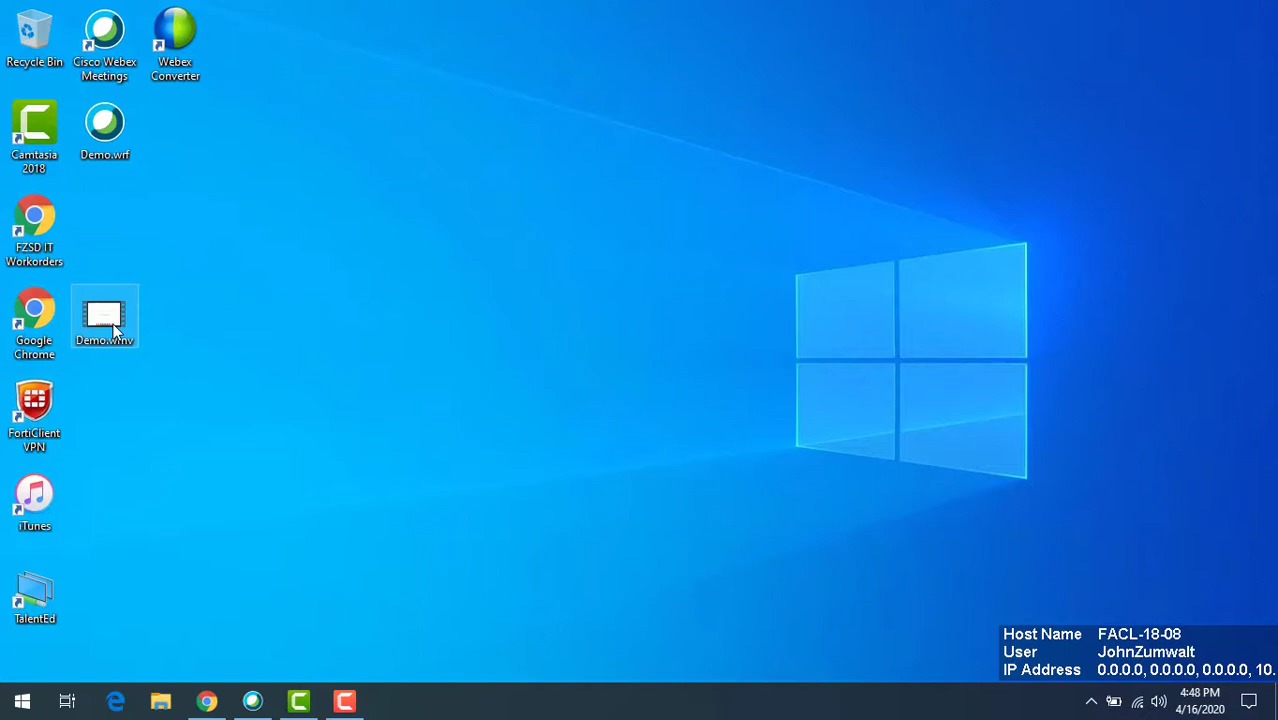 Recycle Bin
Cisco Webex
Meetings
Webex
Converter
Camtasia
2018
Demo.wrf
FZSD IT
Workorders
Google
Chrome
Demo.wmv
FortiClient
VPN
iTunes
TalentEd
Host Name FACL-18-08
User JohnZumwalt
IP Address 0.0.0.0, 0.0.0.0, 0.0.0.0, 10.
4:48 PM
4/16/2020